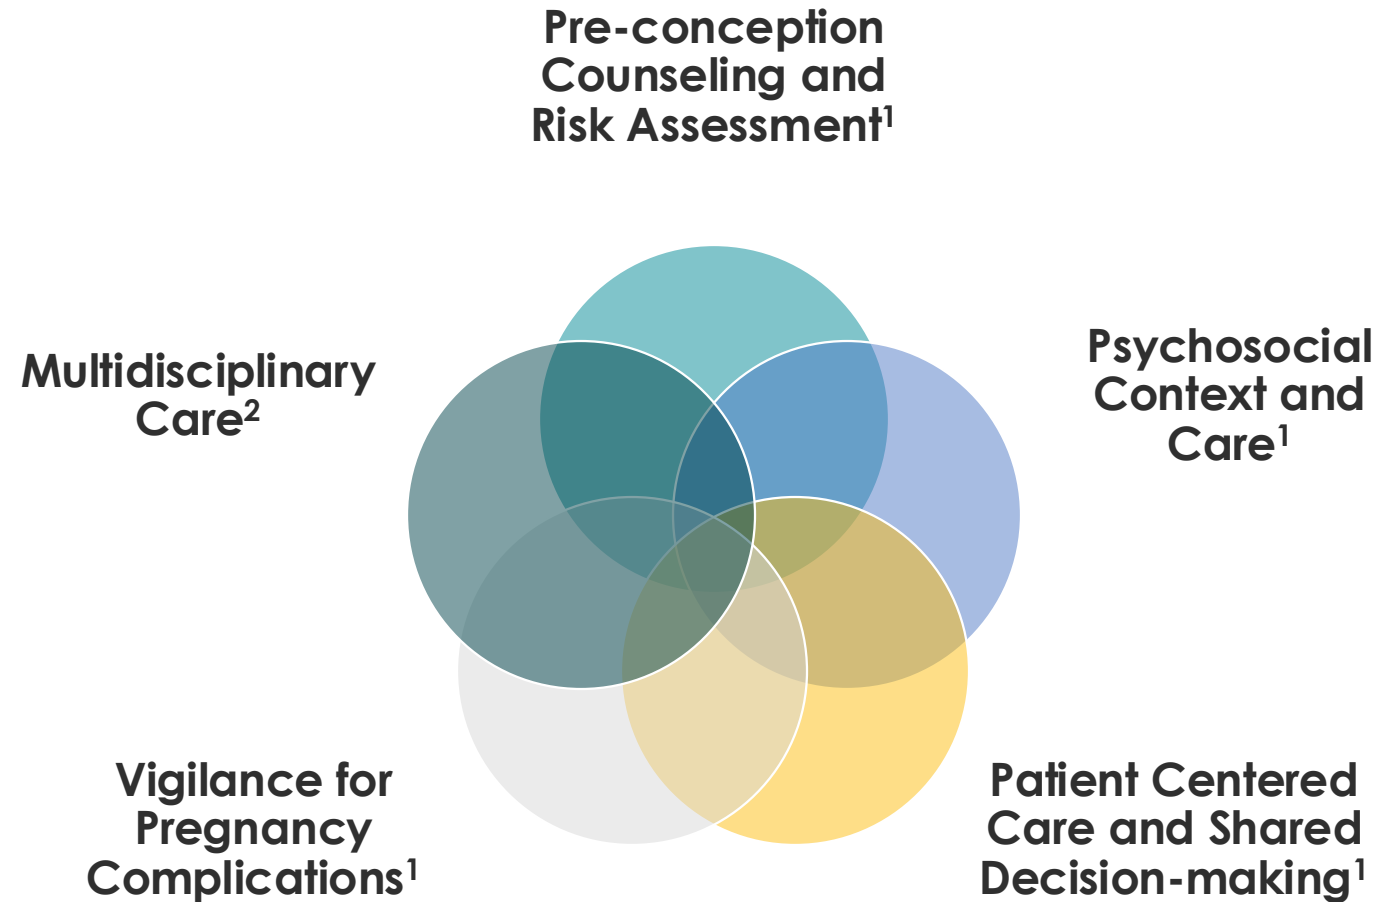 Pre-conception
Counseling and
Risk Assessment¹
Multidisciplinary
Care²
Psychosocial
Context and
Care¹
Vigilance for
Pregnancy
Complications¹
Patient Centered
Care and Shared
Decision-making¹